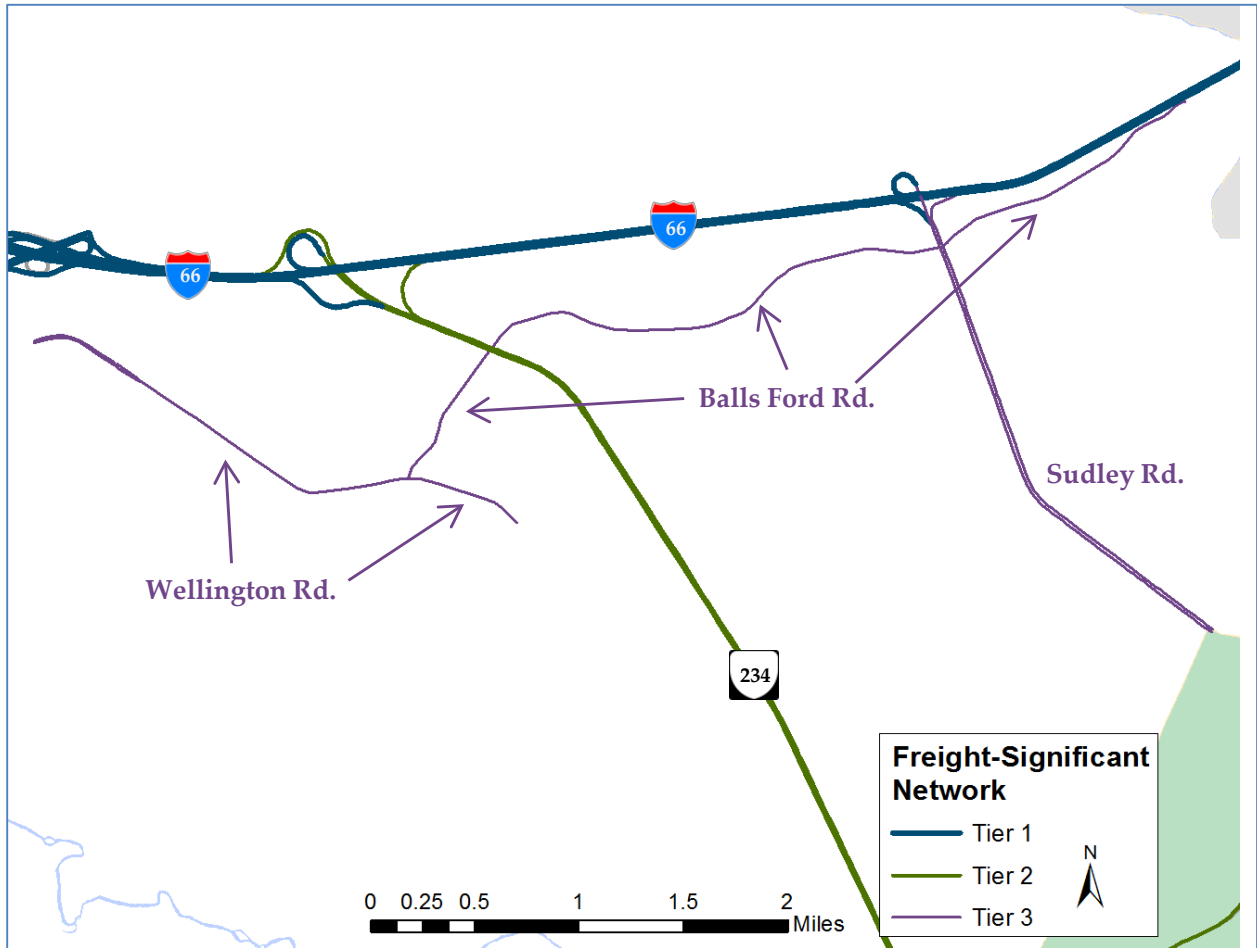 66
66
Balls Ford Rd.
Sudley Rd.
Wellington Rd.
234
Freight-Significant
Network
Tier 1
Tier 2
Tier 3
N
0 0.25 0.5 1 1.5 2
Miles